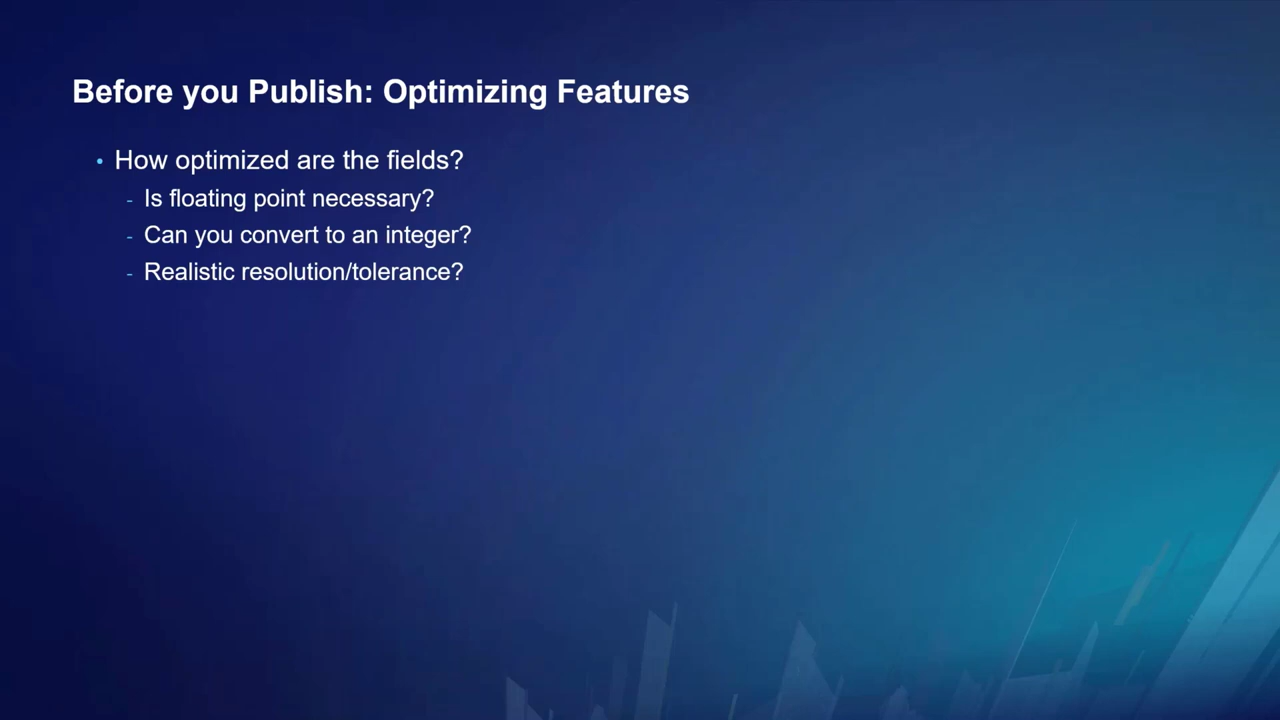 Before you Publish: Optimizing Features
• How optimized are the fields?
- Is floating point necessary?
- Can you convert to an integer?
- Realistic resolution/tolerance?